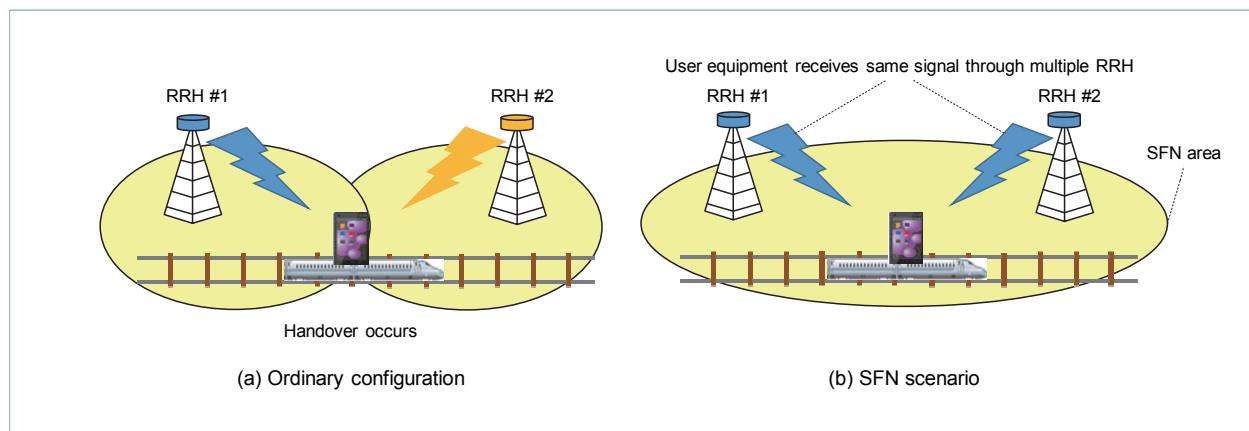 User equipment receives same signal through multiple RRH
RRH #1
RRH #2
RRH #1
RRH #2
SFN area
Handover occurs
(a) Ordinary configuration
(b) SFN scenario